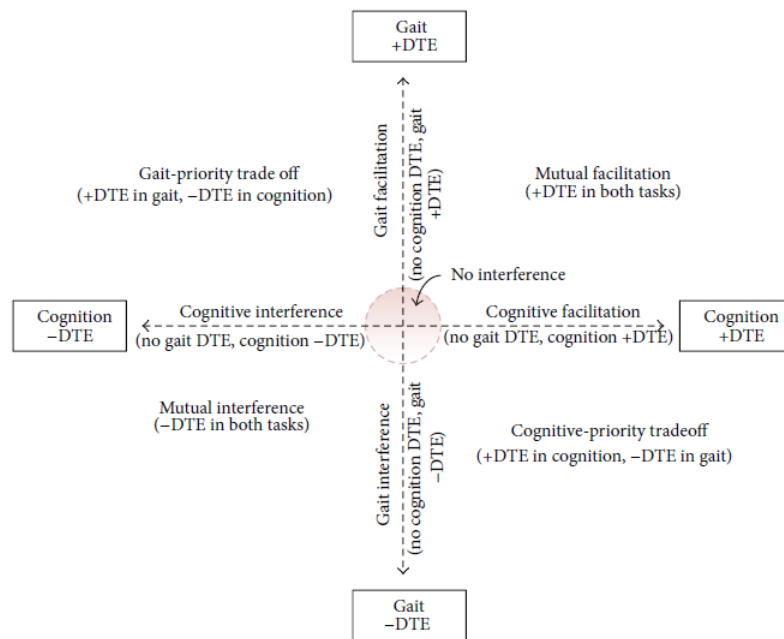 Gait
+DTE
Gait-priority trade off
(+DTE in gait, −DTE in cognition)
Gait facilitation
(no cognition DTE, gait
+DTE)
Mutual facilitation
(+DTE in both tasks)
No interference
Cognition
−DTE
Cognitive interference
(no gait DTE, cognition −DTE)
Cognitive facilitation
(no gait DTE, cognition +DTE)
Cognition
+DTE
Mutual interference
(−DTE in both tasks)
Gait interference
(no cognition DTE, gait
−DTE)
Cognitive-priority tradeoff
(+DTE in cognition, −DTE in gait)
Gait
−DTE